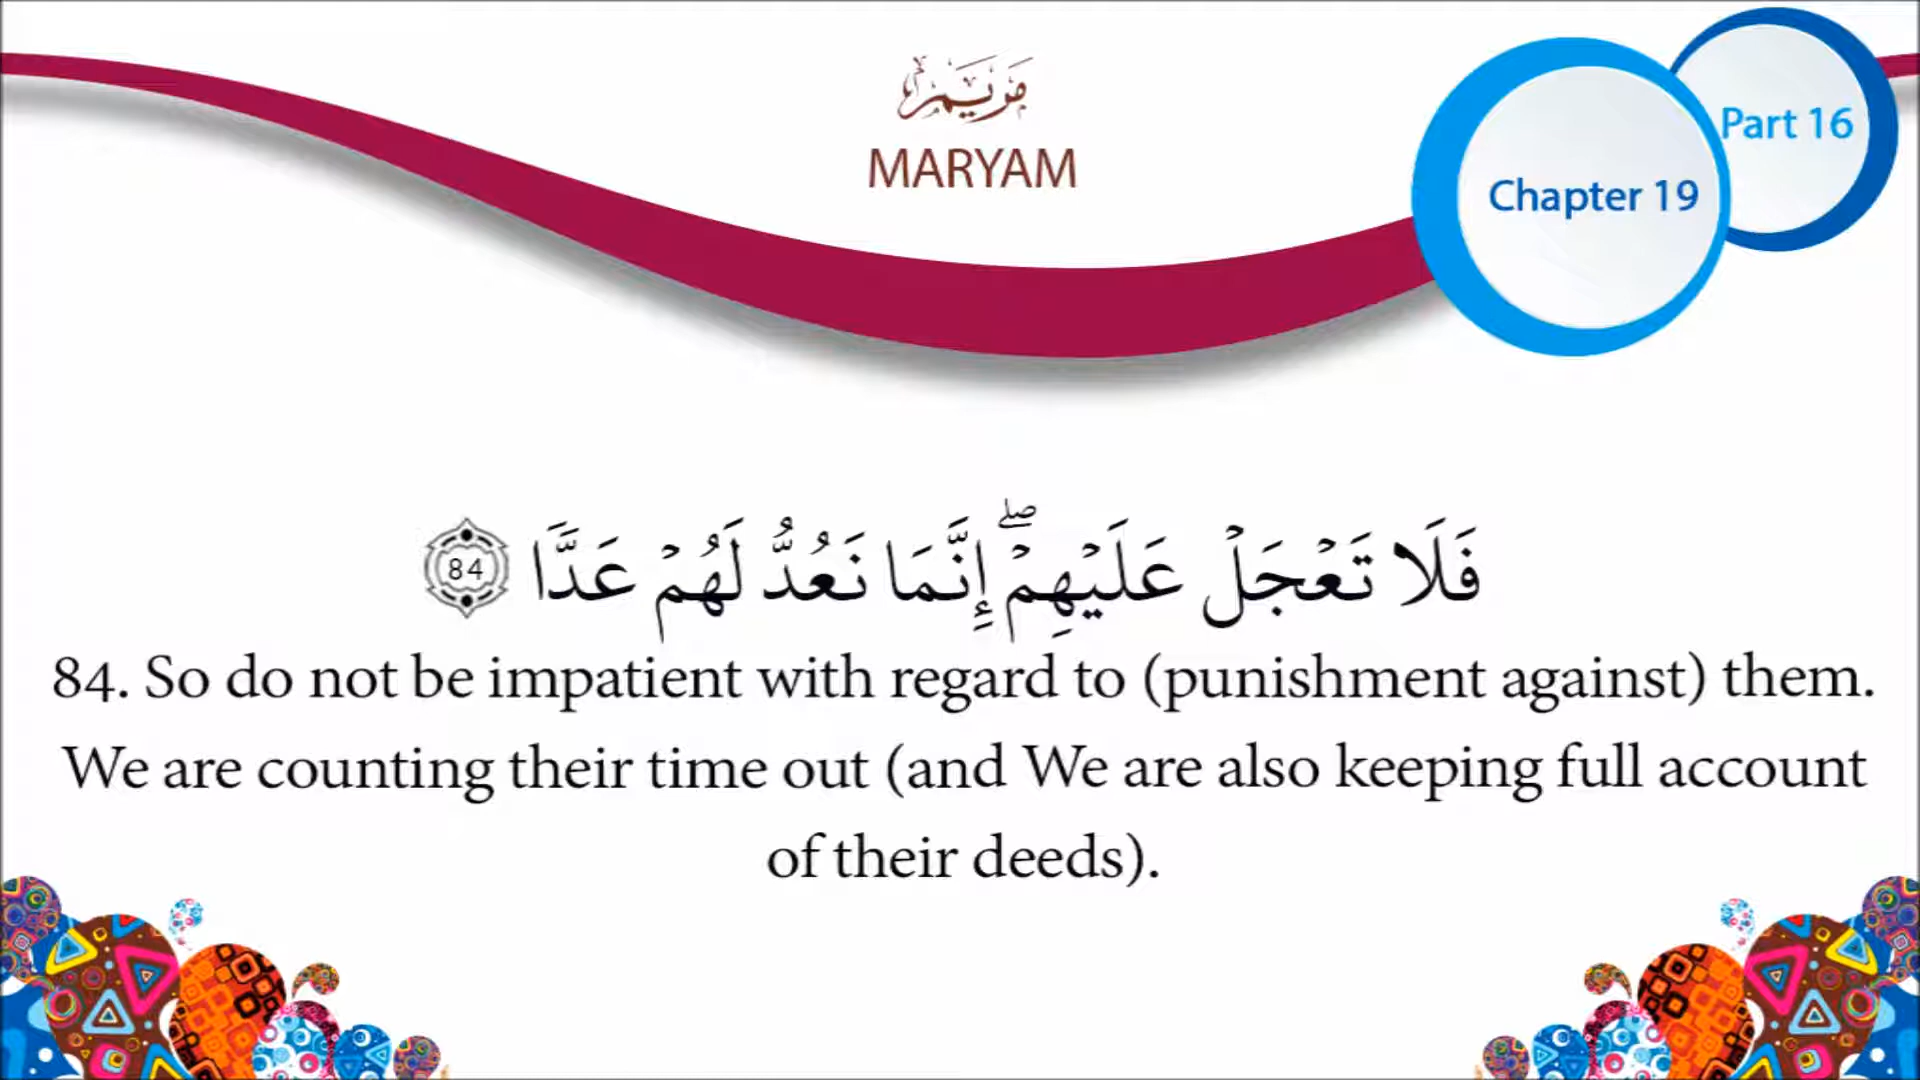 مَرْيَمْ
MARYAM
Part 16
Chapter 19
فَلَا تَعْجَلْ عَلَيْهِمْ ۖ إِنَّمَا نَعُدُّ لَهُمْ عَدًّا 84
84. So do not be impatient with regard to (punishment against) them.
We are counting their time out (and We are also keeping full account
of their deeds).